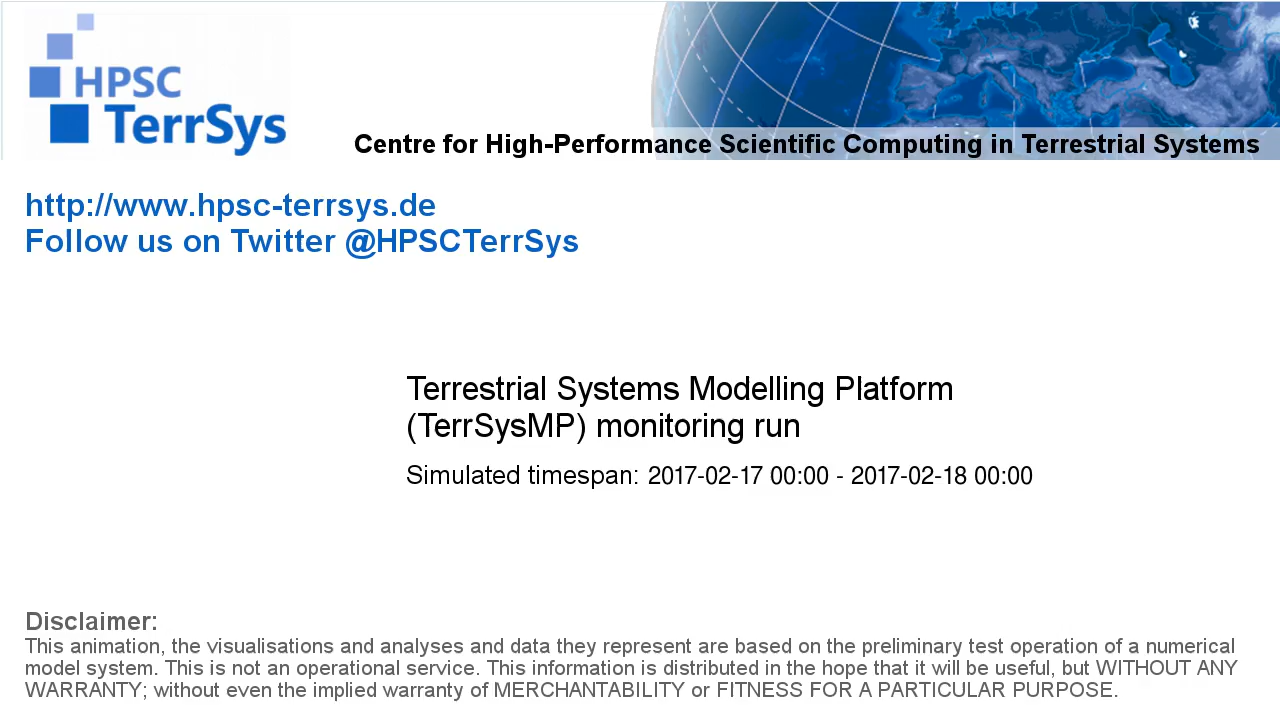 HPSC
TerrSys
Centre for High-Performance Scientific Computing in Terrestrial Systems
http://www.hpsc-terrsys.de
Follow us on Twitter @HPSCTerrSys
Terrestrial Systems Modelling Platform
(TerrSysMP) monitoring run
Simulated timespan: 2017-02-17 00:00 - 2017-02-18 00:00
Disclaimer:
This animation, the visualisations and analyses and data they represent are based on the preliminary test operation of a numerical
model system. This is not an operational service. This information is distributed in the hope that it will be useful, but WITHOUT ANY
WARRANTY; without even the implied warranty of MERCHANTABILITY or FITNESS FOR A PARTICULAR PURPOSE.